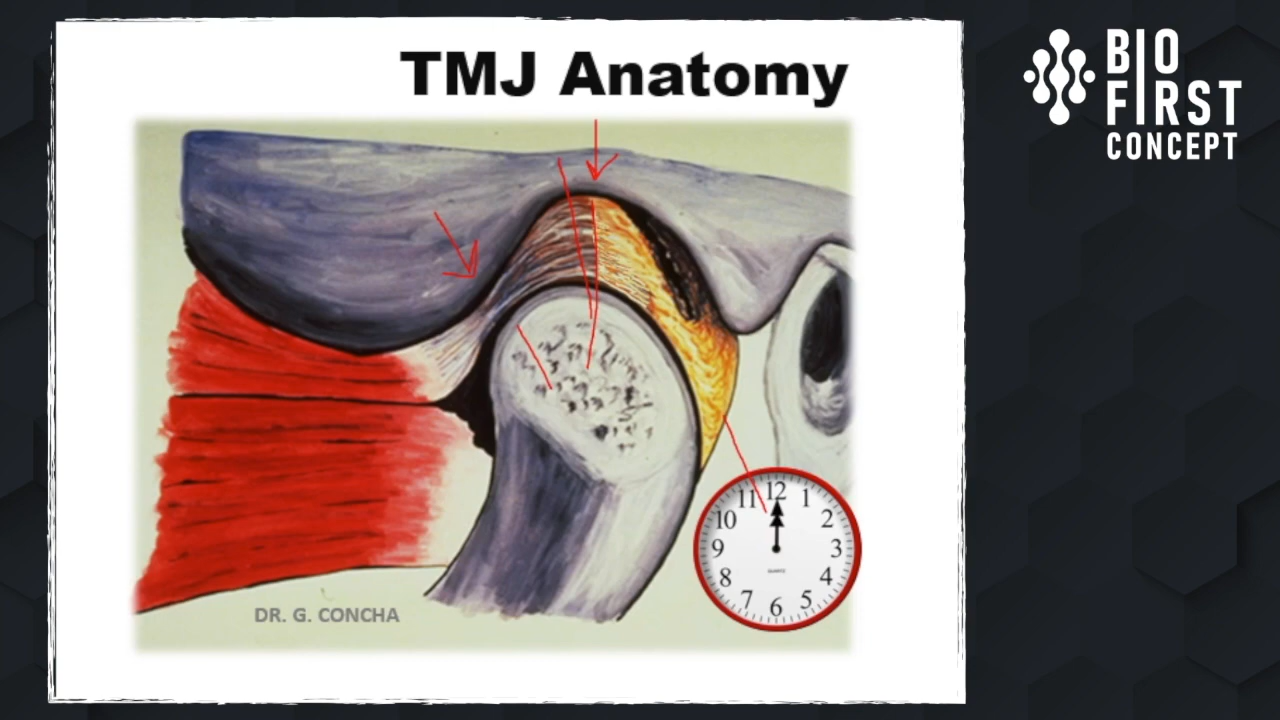 TMJ Anatomy
BIO
FIRST
CONCEPT
DR. G. CONCHA
12
1
2
3
4
5
6
7
8
9
10
11
QUARTZ